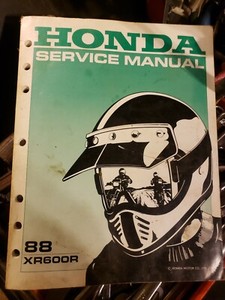 HONDA
SERVICE MANUAL
88
XR600R